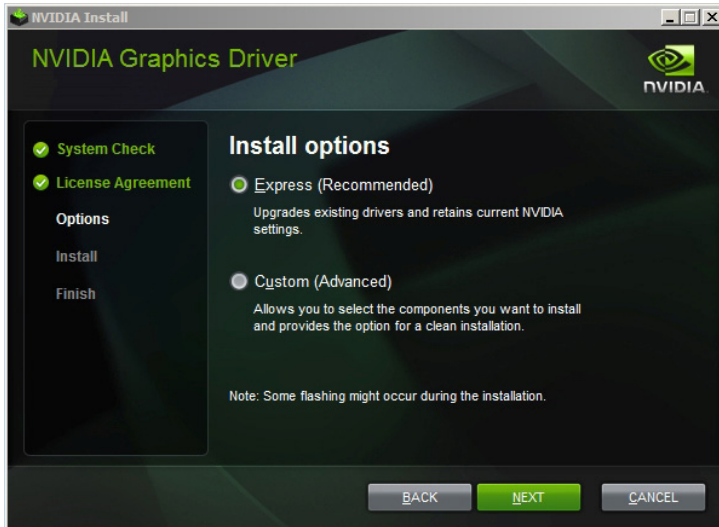 NVIDIA Install
NVIDIA Graphics Driver
NVIDIA.
System Check
License Agreement
Options
Install
Finish
Install options
Express (Recommended)
Upgrades existing drivers and retains current NVIDIA
settings.
Custom (Advanced)
Allows you to select the components you want to install
and provides the option for a clean installation.
Note: Some flashing might occur during the installation.
BACK
NEXT
CANCEL